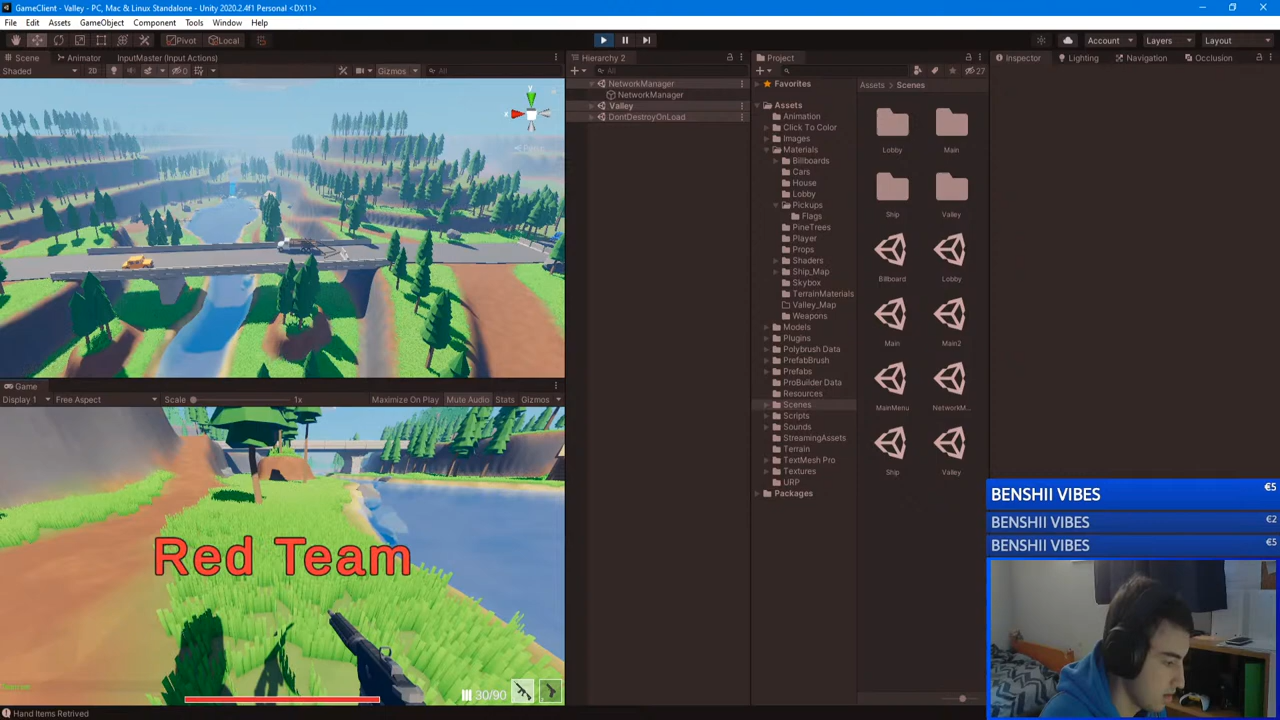 GameClient - Valley - PC, Mac & Linux Standalone - Unity 2020.2.4f1 Personal* <DX11>
File Edit Assets GameObject Component Tools Window Help
Pivot Local
Account Layers Layout
Scene Animator InputMaster (Input Actions)
Shaded 2D 0 Gizmos All
y
x
Hierarchy 2
All
NetworkManager
NetworkManager
Valley
DontDestroyOnLoad
Project
27
Favorites
Assets
Animation
Click To Color
Images
Materials
Billboards
Cars
House
Lobby
Pickups
Flags
PineTrees
Player
Props
Shaders
Ship_Map
Skybox
TerrainMaterials
Valley_Map
Weapons
Models
Plugins
Polybrush Data
PrefabBrush
Prefabs
ProBuilder Data
Resources
Scenes
Scripts
Sounds
StreamingAssets
Terrain
TextMesh Pro
Textures
URP
Packages
Assets > Scenes
Lobby Main
Ship Valley
Billboard Lobby
Main Main2
MainMenu NetworkM...
Ship Valley
Inspector Lighting Navigation Occlusion
Game
Display 1 Free Aspect Scale 1x Maximize On Play Mute Audio Stats Gizmos
Red Team
30/90
BENSHII VIBES €5
BENSHII VIBES €2
BENSHII VIBES €5
Hand Items Retrived